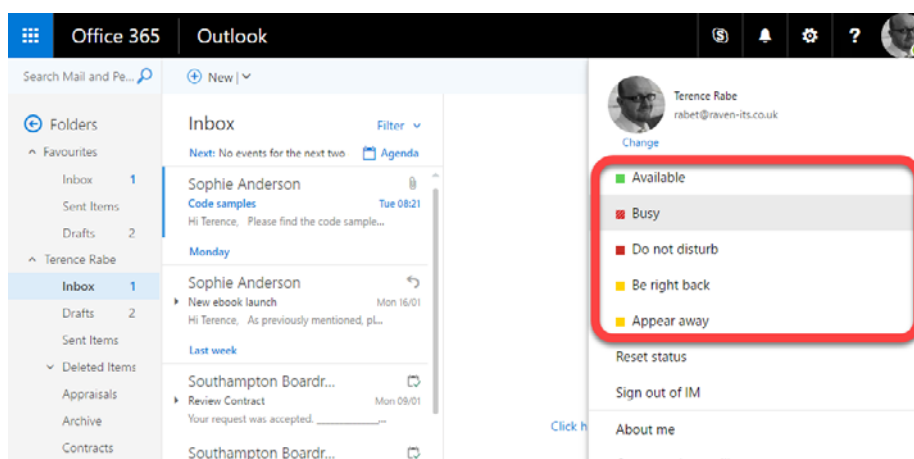 Office 365
Outlook
?
Search Mail and Pe...
New
Terence Rabe
rabet@raven-its.co.uk
Change
Folders
Favourites
Inbox 1
Sent Items
Drafts 2
Terence Rabe
Inbox 1
Drafts 2
Sent Items
Deleted Items
Appraisals
Archive
Contracts
Inbox
Filter
Next: No events for the next two
Agenda
Sophie Anderson
Code samples Tue 08:21
Hi Terence, Please find the code sample...
Monday
Sophie Anderson
New ebook launch Mon 16/01
Hi Terence, As previously mentioned, pl...
Last week
Southampton Boardr...
Review Contract Mon 09/01
Your request was accepted. __________...
Southampton Boardr...
Click h
Available
Busy
Do not disturb
Be right back
Appear away
Reset status
Sign out of IM
About me